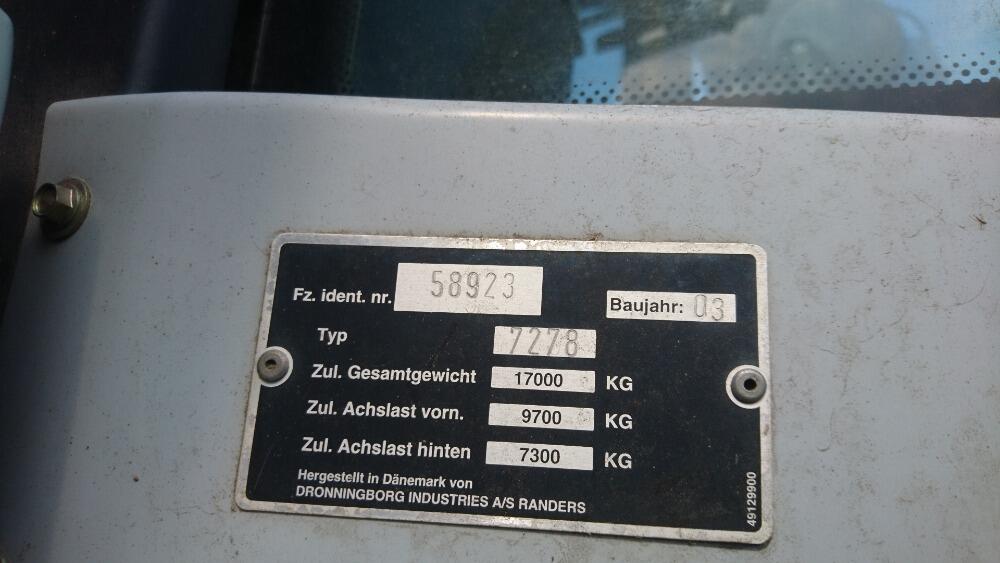 Fz. ident. nr. 58923
Baujahr: 03
Typ 7278
Zul. Gesamtgewicht 17000 KG
Zul. Achslast vorn. 9700 KG
Zul. Achslast hinten 7300 KG
Hergestellt in Dänemark von
DRONNINGBORG INDUSTRIES A/S RANDERS
49129900